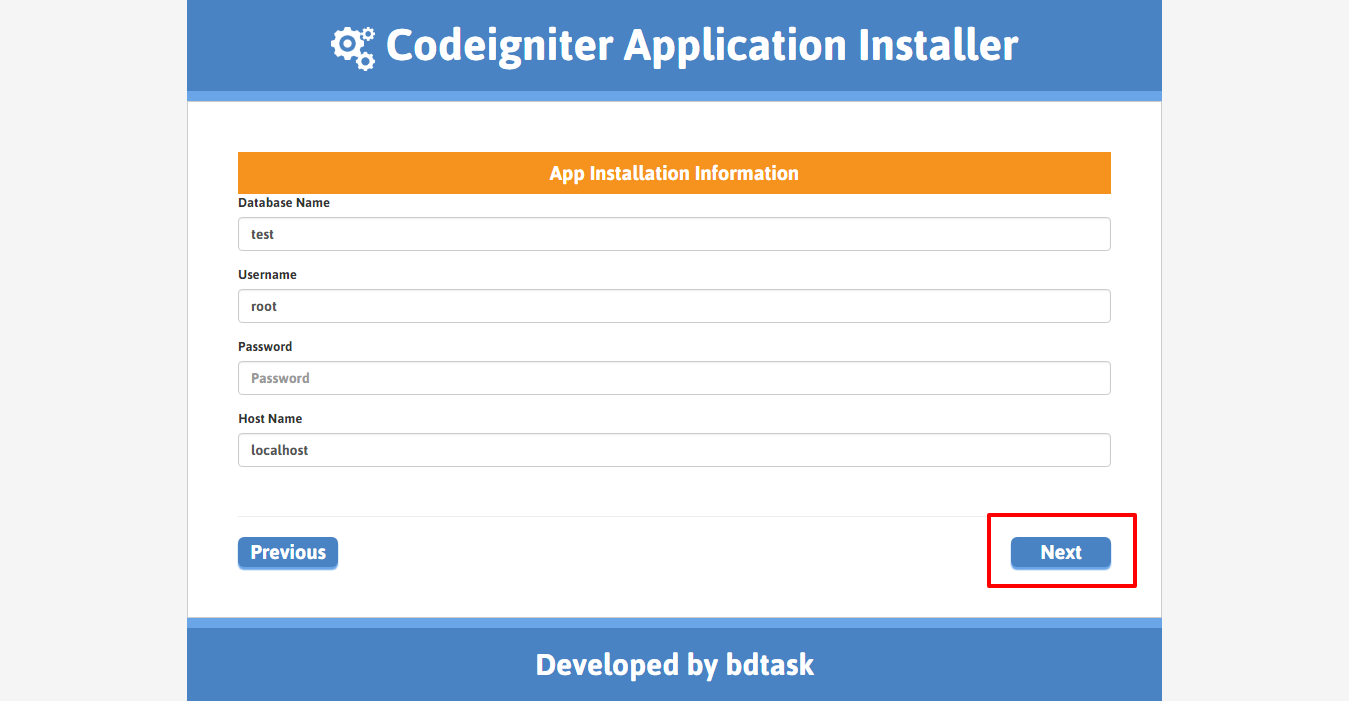 Codeigniter Application Installer
App Installation Information
Database Name
test
Username
root
Password
Password
Host Name
localhost
Previous
Next
Developed by bdtask